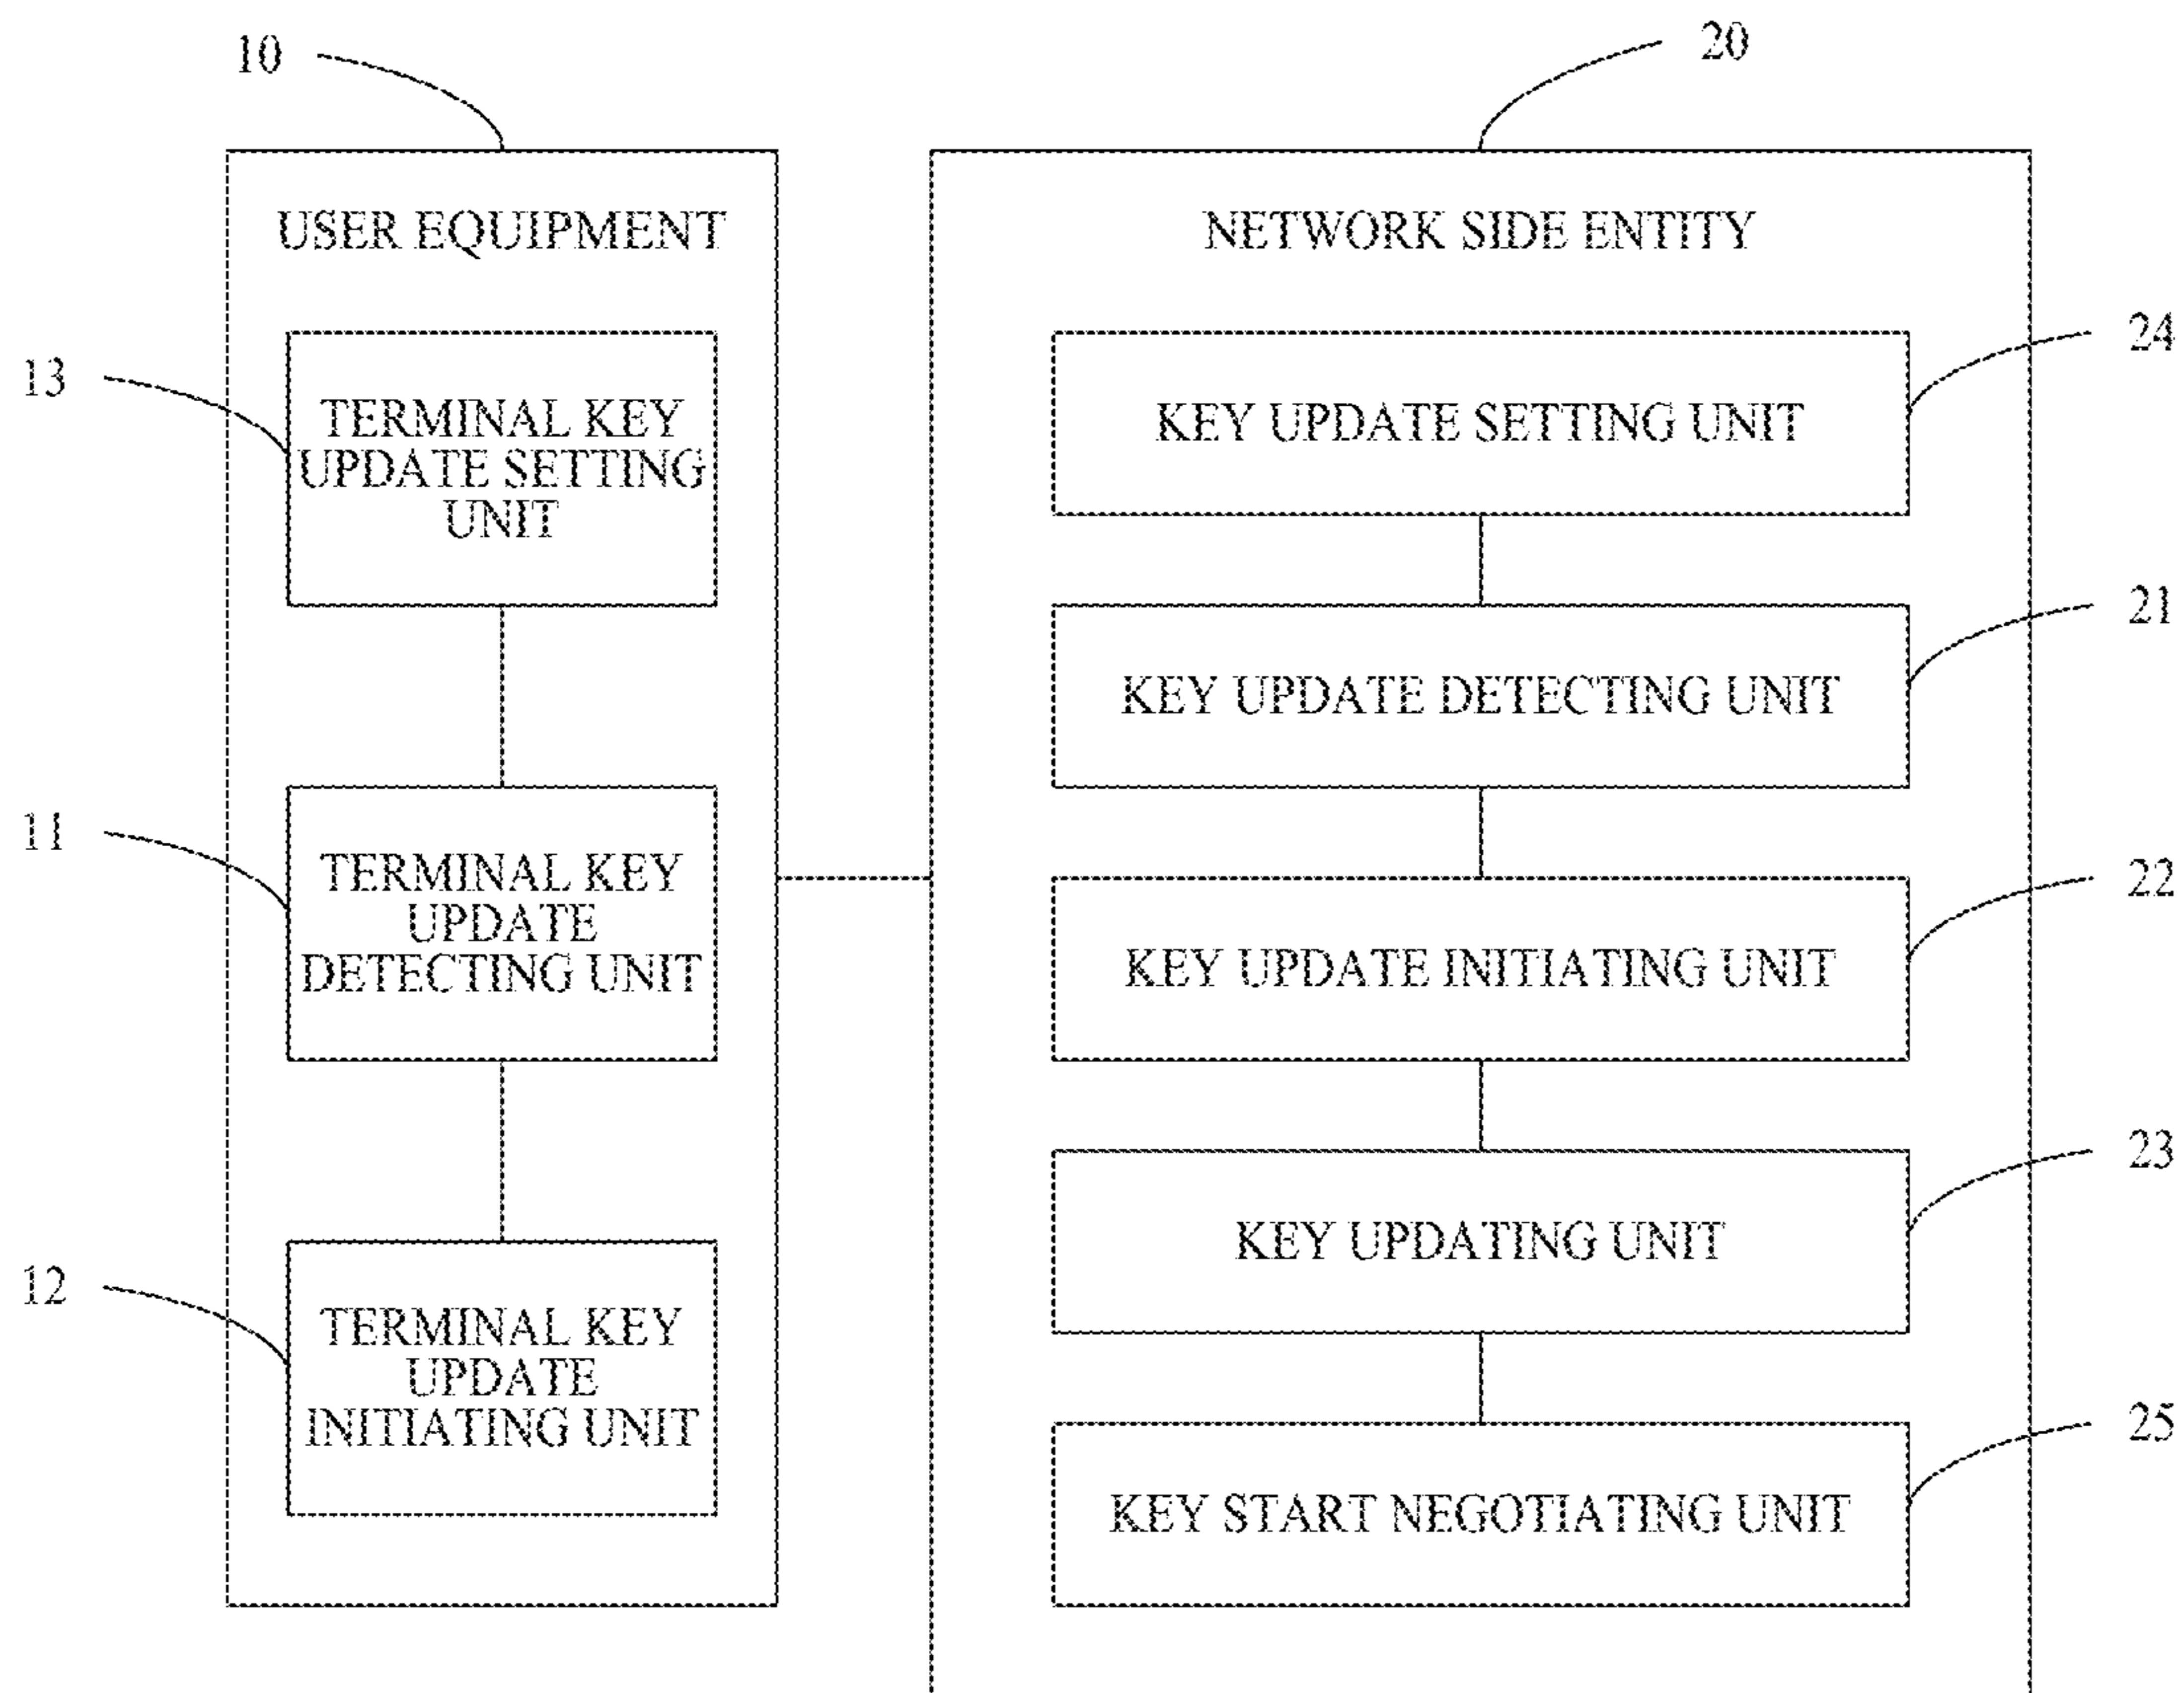 10
20
USER EQUIPMENT
NETWORK SIDE ENTITY
13
TERMINAL KEY
UPDATE SETTING
UNIT
24
KEY UPDATE SETTING UNIT
21
KEY UPDATE DETECTING UNIT
11
TERMINAL KEY
UPDATE
DETECTING UNIT
22
KEY UPDATE INITIATING UNIT
23
KEY UPDATING UNIT
12
TERMINAL KEY
UPDATE
INITIATING UNIT
25
KEY START NEGOTIATING UNIT